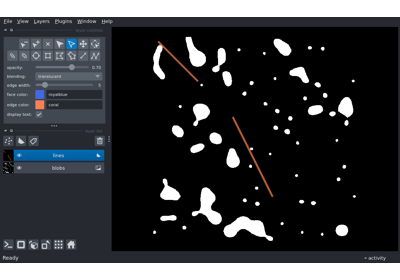 File View Layers Plugins Window Help
opacity: 0.75
blending: translucent
edge width: 5
face color: royalblue
edge color: coral
display text:
lines
blobs
Ready
activity